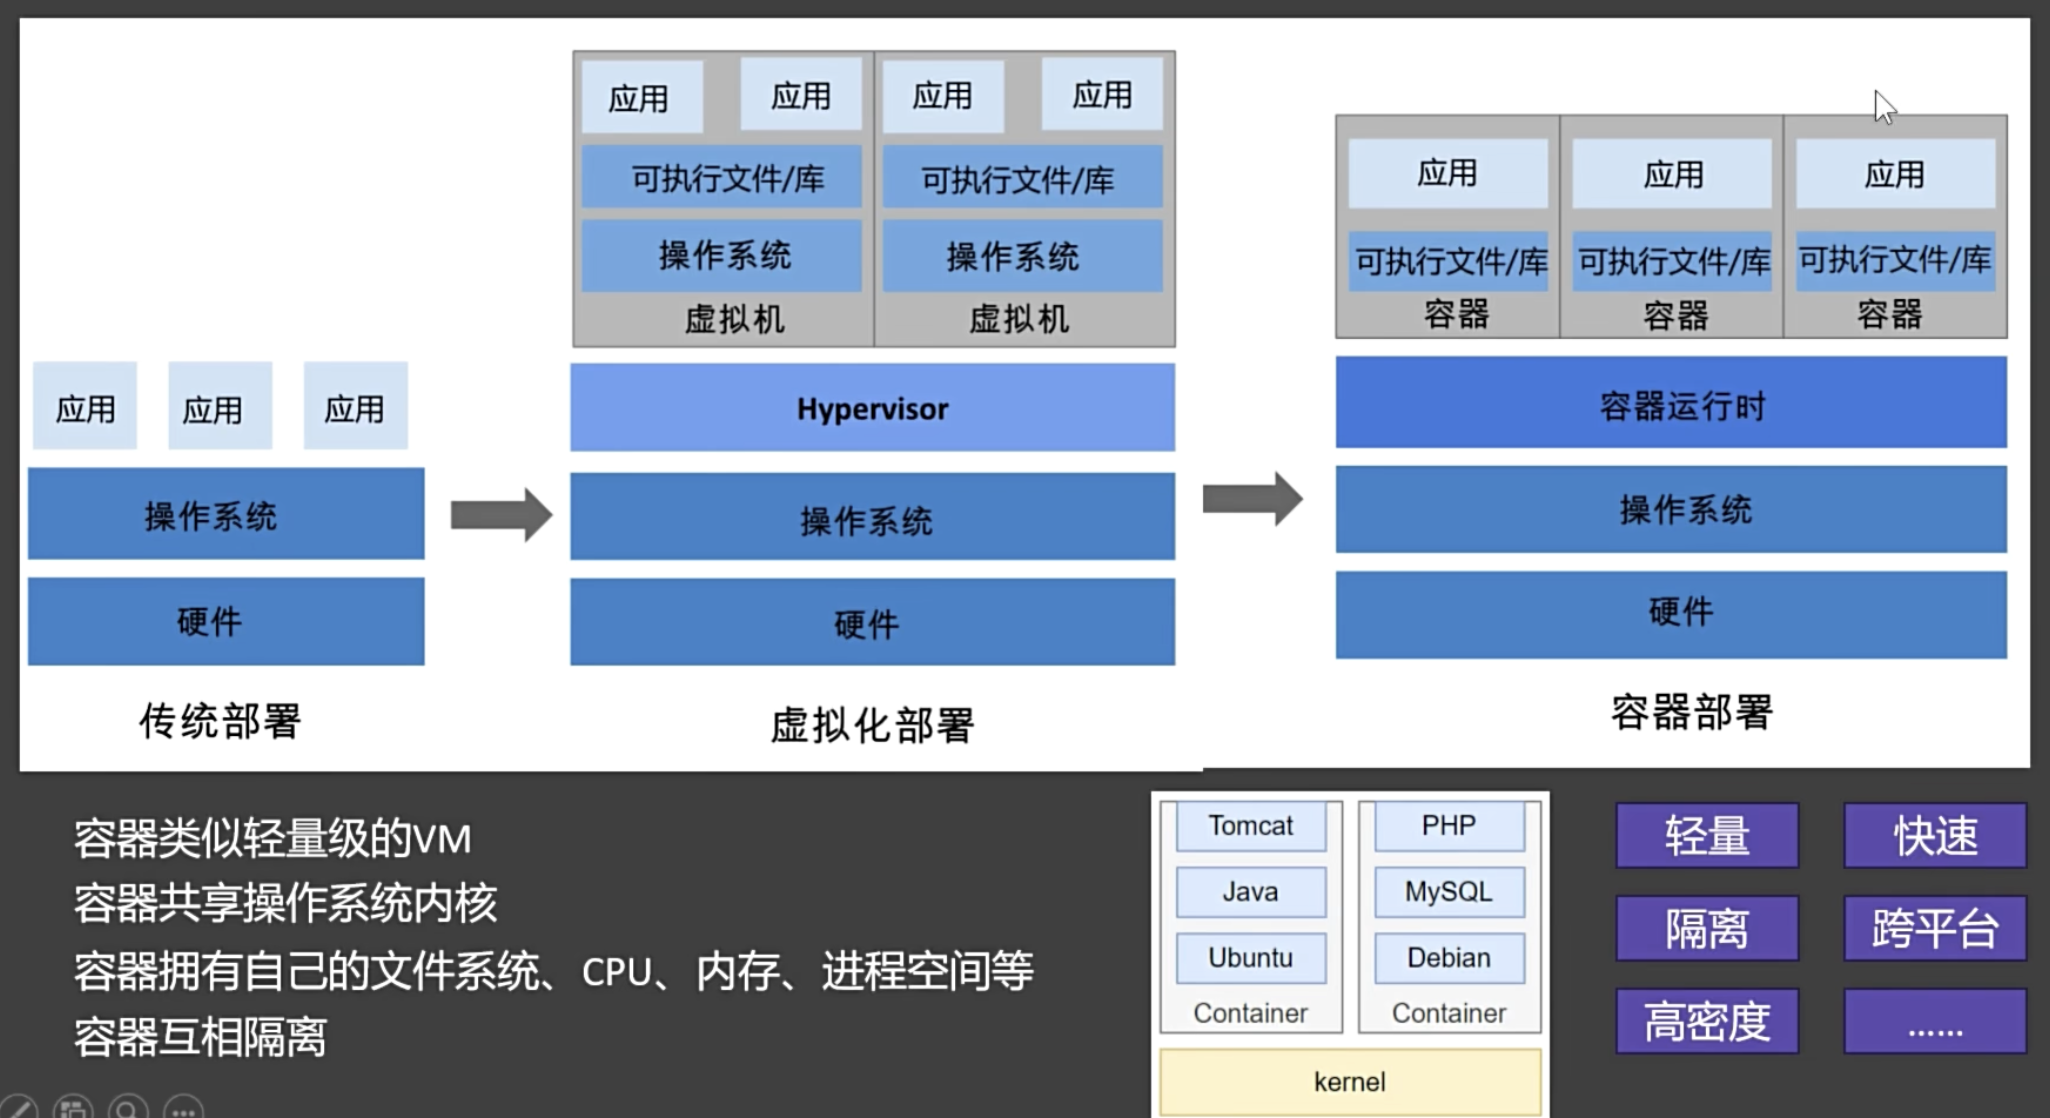 应用 应用 应用
操作系统
硬件
传统部署
应用 应用 应用 应用
可执行文件/库 可执行文件/库
操作系统 操作系统
虚拟机 虚拟机
Hypervisor
操作系统
硬件
虚拟化部署
应用 应用 应用
可执行文件/库 可执行文件/库 可执行文件/库
容器 容器 容器
容器运行时
操作系统
硬件
容器部署
容器类似轻量级的VM
容器共享操作系统内核
容器拥有自己的文件系统、CPU、内存、进程空间等
容器互相隔离
Tomcat PHP
Java MySQL
Ubuntu Debian
Container Container
kernel
轻量 快速
隔离 跨平台
高密度 ......